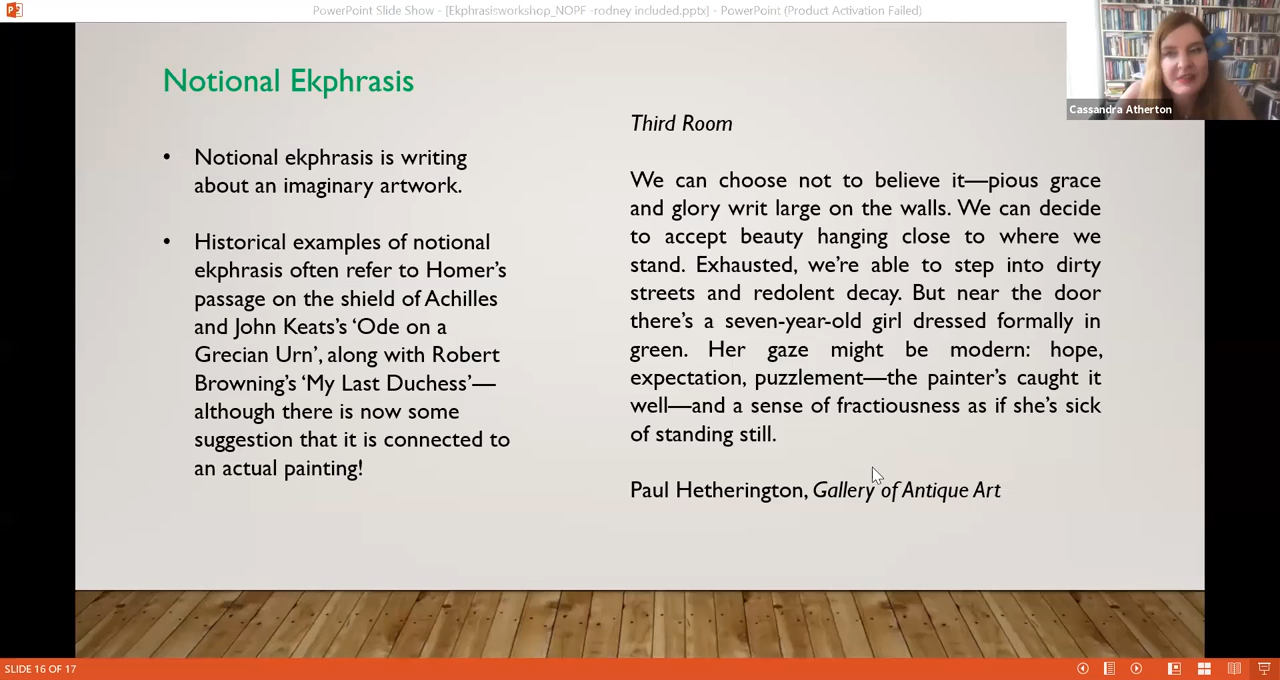 PowerPoint Slide Show - [Ekphrasisworkshop_NOPF -rodney included.pptx] - PowerPoint (Product Activation Failed)
Cassandra Atherton
Notional Ekphrasis
• Notional ekphrasis is writing
about an imaginary artwork.
• Historical examples of notional
ekphrasis often refer to Homer's
passage on the shield of Achilles
and John Keats's ‘Ode on a
Grecian Urn’, along with Robert
Browning's ‘My Last Duchess’—
although there is now some
suggestion that it is connected to
an actual painting!
Third Room
We can choose not to believe it—pious grace
and glory writ large on the walls. We can decide
to accept beauty hanging close to where we
stand. Exhausted, we're able to step into dirty
streets and redolent decay. But near the door
there's a seven-year-old girl dressed formally in
green. Her gaze might be modern: hope,
expectation, puzzlement—the painter's caught it
well—and a sense of fractiousness as if she's sick
of standing still.
Paul Hetherington, Gallery of Antique Art
SLIDE 16 OF 17